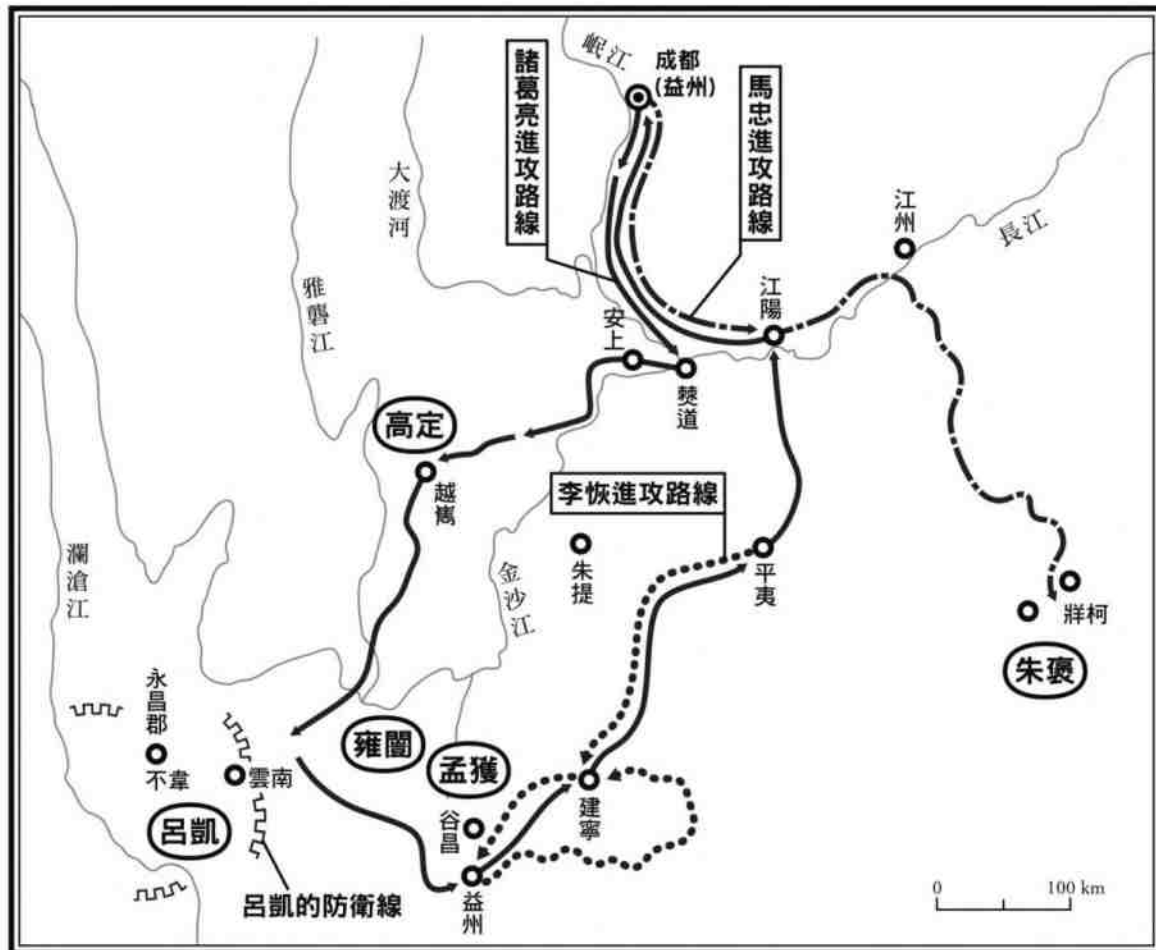 岷江
成都
(益州)
諸葛亮進攻路線
馬忠進攻路線
大渡河
江州
長江
雅礱江
江陽
安上
僰道
高定
越嶲
李恢進攻路線
瀾滄江
金沙江
朱提
平夷
牂柯
朱褒
永昌郡
不韋
雲南
雍闓
孟獲
呂凱
谷昌
建寧
益州
呂凱的防衛線
0
100 km